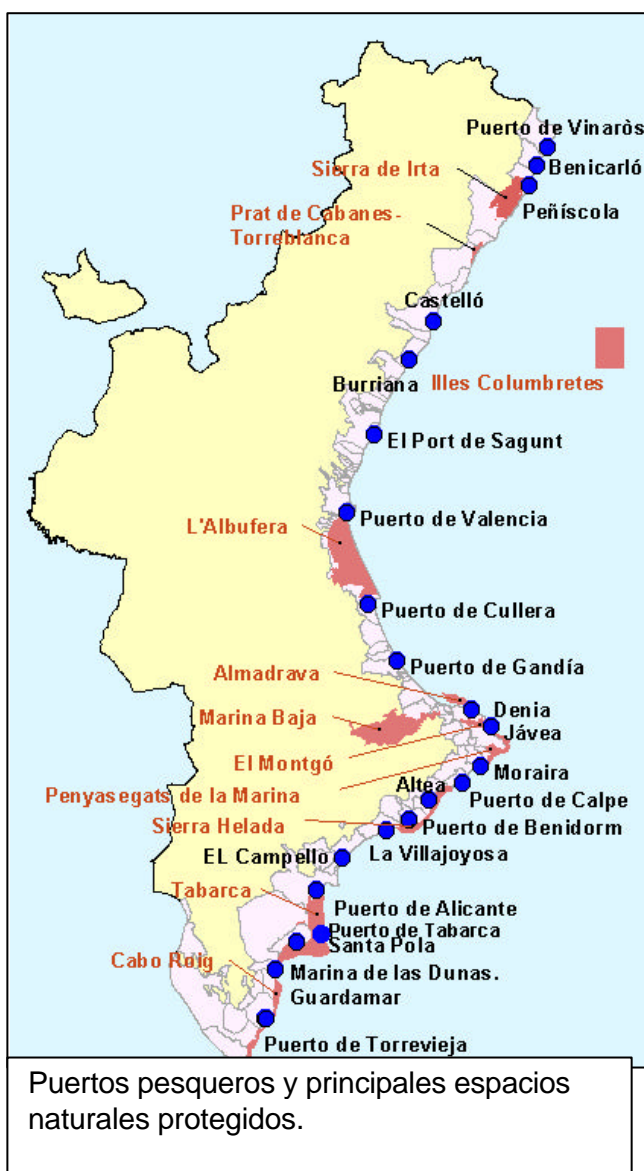 Puerto de Vinaròs
Sierra de Irta
Benicarló
Peñíscola
Prat de Cabanes-
Torreblanca
Castelló
Burriana
Illes Columbretes
El Port de Sagunt
Puerto de Valencia
L'Albufera
Puerto de Cullera
Puerto de Gandía
Almadrava
Denia
Marina Baja
Jávea
El Montgó
Moraira
Penyasegats de la Marina
Altea
Puerto de Calpe
Sierra Helada
Puerto de Benidorm
La Villajoyosa
EL Campello
Tabarca
Puerto de Alicante
Puerto de Tabarca
Santa Pola
Cabo Roig
Marina de las Dunas.
Guardamar
Puerto de Torrevieja
Puertos pesqueros y principales espacios
naturales protegidos.